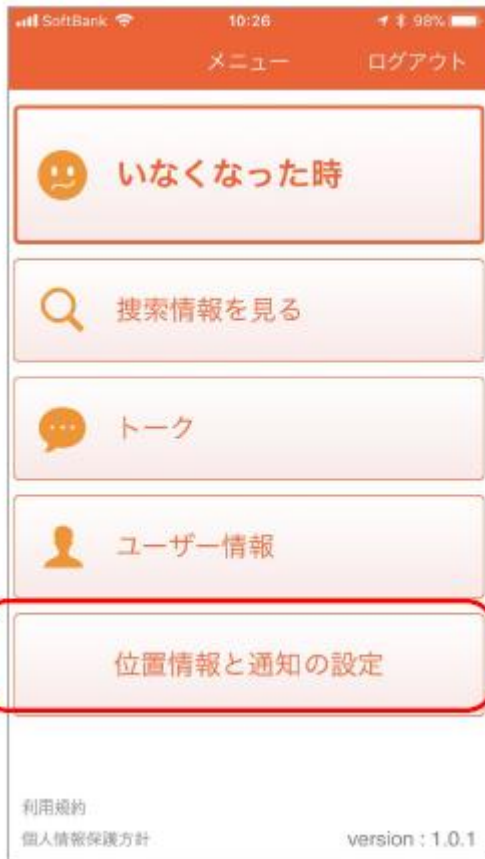 SoftBank 10:26 98%
メニュー ログアウト
いなくなった時
捜索情報を見る
トーク
ユーザー情報
位置情報と通知の設定
利用規約
個人情報保護方針 version : 1.0.1